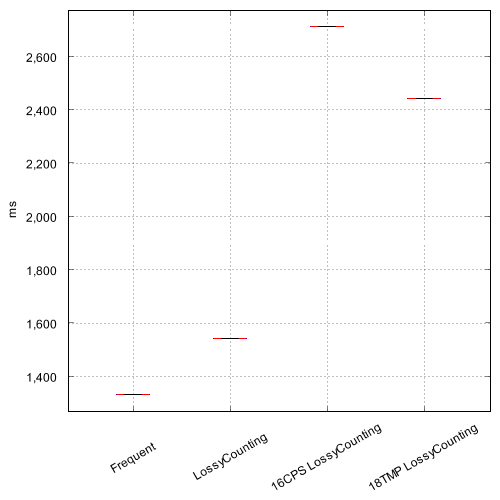 2,600
2,400
2,200
2,000
1,800
1,600
1,400
ms
Frequent
LossyCounting
16CPS LossyCounting
18TMP LossyCounting